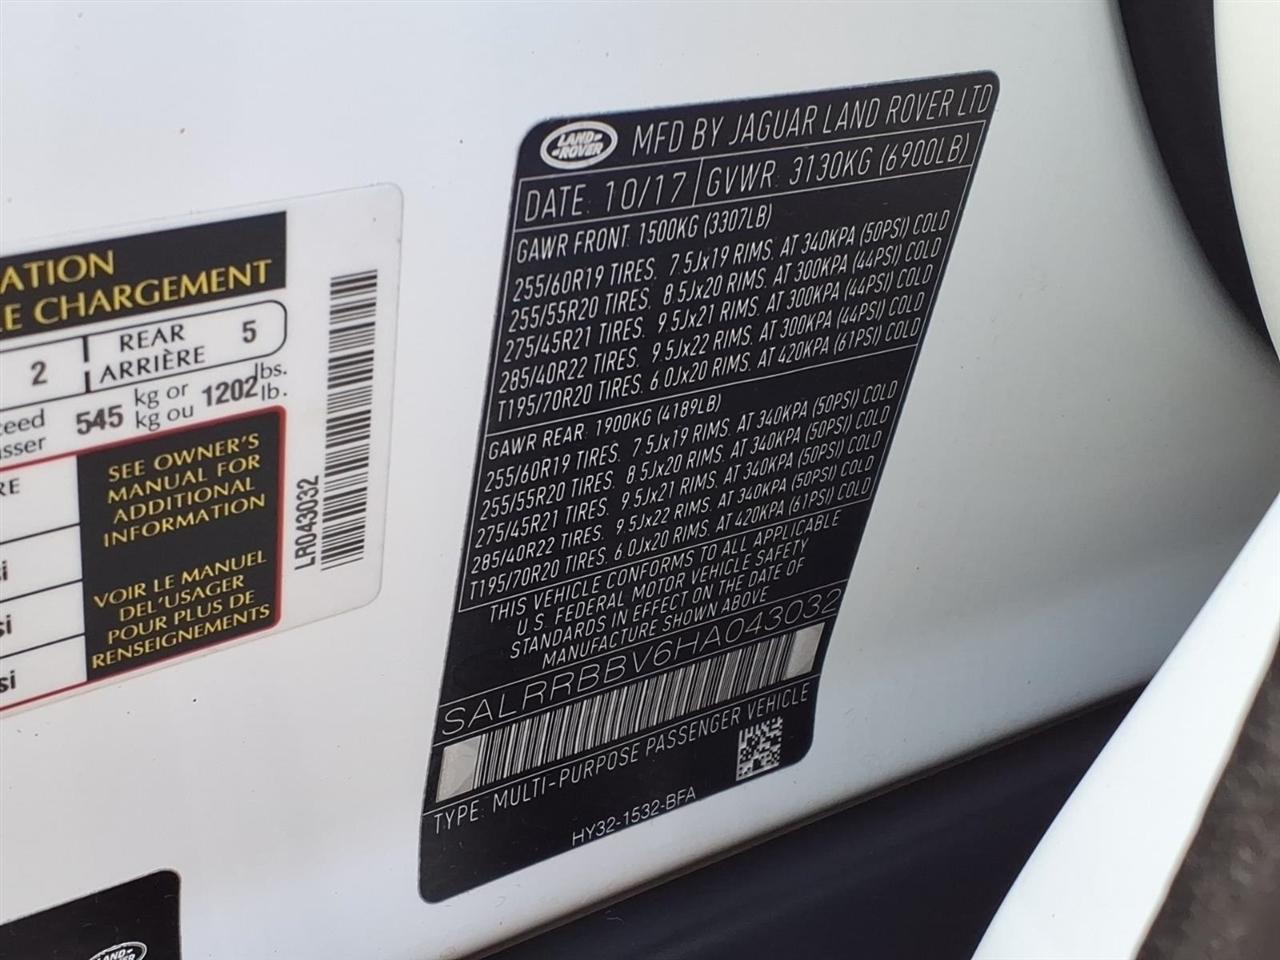 ATION
E CHARGEMENT
2 REAR ARRIÈRE 5
545 kg or kg ou 1202 lbs. lb.
SEE OWNER'S
MANUAL FOR
ADDITIONAL
INFORMATION
VOIR LE MANUEL
DEL'USAGER
POUR PLUS DE
RENSEIGNEMENTS
LR043032
LAND ROVER MFD BY JAGUAR LAND ROVER LTD
DATE: 10/17 GVWR: 3130KG (6900LB)
GAWR FRONT: 1500KG (3307LB)
255/60R19 TIRES, 7.5Jx19 RIMS, AT 340KPA (50PSI) COLD
255/55R20 TIRES, 8.5Jx20 RIMS, AT 300KPA (44PSI) COLD
275/45R21 TIRES, 9.5Jx21 RIMS, AT 300KPA (44PSI) COLD
285/40R22 TIRES, 9.5Jx22 RIMS, AT 300KPA (44PSI) COLD
T195/70R20 TIRES, 6.0Jx20 RIMS, AT 420KPA (61PSI) COLD
GAWR REAR: 1900KG (4189LB)
255/60R19 TIRES, 7.5Jx19 RIMS, AT 340KPA (50PSI) COLD
255/55R20 TIRES, 8.5Jx20 RIMS, AT 340KPA (50PSI) COLD
275/45R21 TIRES, 9.5Jx21 RIMS, AT 340KPA (50PSI) COLD
285/40R22 TIRES, 9.5Jx22 RIMS, AT 340KPA (50PSI) COLD
T195/70R20 TIRES, 6.0Jx20 RIMS, AT 420KPA (61PSI) COLD
THIS VEHICLE CONFORMS TO ALL APPLICABLE
U.S. FEDERAL MOTOR VEHICLE SAFETY
STANDARDS IN EFFECT ON THE DATE OF
MANUFACTURE SHOWN ABOVE
SALRRBBV6HA043032
TYPE: MULTI-PURPOSE PASSENGER VEHICLE
HY32-1532-BFA
LAND ROVER